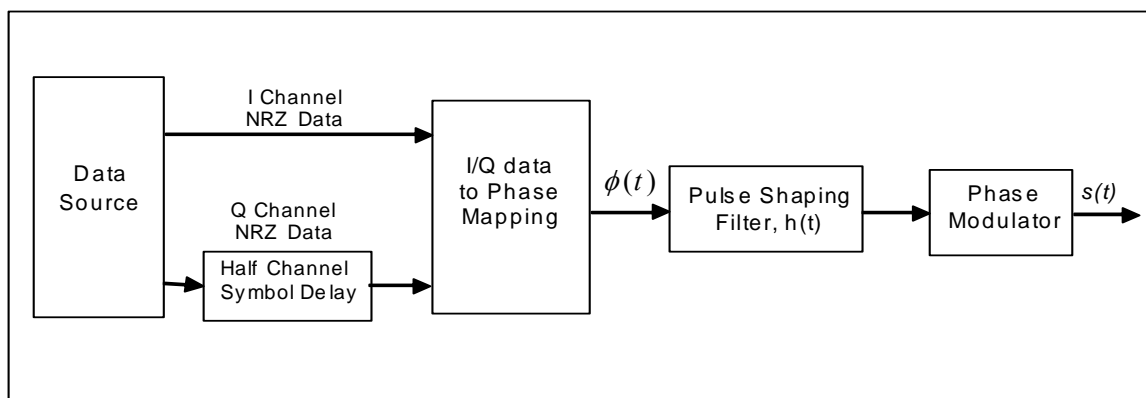 Data
Source
I Channel
NRZ Data
Q Channel
NRZ Data
Half Channel
Symbol Delay
I/Q data
to Phase
Mapping
ϕ(t)
Pulse Shaping
Filter, h(t)
Phase
Modulator
s(t)